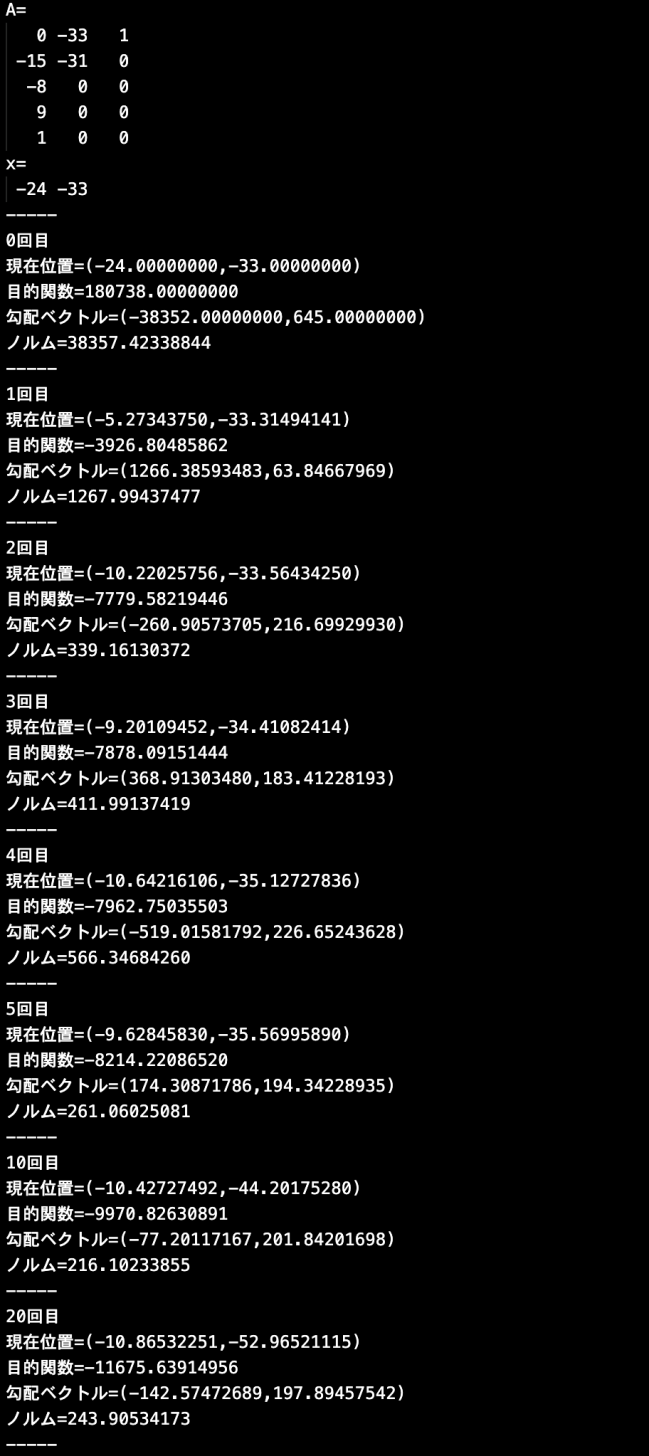 A=
0 -33 1
-15 -31 0
-8 0 0
9 0 0
1 0 0
x=
-24 -33
-----
0回目
現在位置=(-24.00000000,-33.00000000)
目的関数=180738.00000000
勾配ベクトル=(-38352.00000000,645.00000000)
ノルム=38357.42338844
-----
1回目
現在位置=(-5.27343750,-33.31494141)
目的関数=-3926.80485862
勾配ベクトル=(1266.38593483,63.84667969)
ノルム=1267.99437477
-----
2回目
現在位置=(-10.22025756,-33.56434250)
目的関数=-7779.58219446
勾配ベクトル=(-260.90573705,216.69929930)
ノルム=339.16130372
-----
3回目
現在位置=(-9.20109452,-34.41082414)
目的関数=-7878.09151444
勾配ベクトル=(368.91303480,183.41228193)
ノルム=411.99137419
-----
4回目
現在位置=(-10.64216106,-35.12727836)
目的関数=-7962.75035503
勾配ベクトル=(-519.01581792,226.65243628)
ノルム=566.34684260
-----
5回目
現在位置=(-9.62845830,-35.56995890)
目的関数=-8214.22086520
勾配ベクトル=(174.30871786,194.34228935)
ノルム=261.06025081
-----
10回目
現在位置=(-10.42727492,-44.20175280)
目的関数=-9970.82630891
勾配ベクトル=(-77.20117167,201.84201698)
ノルム=216.10233855
-----
20回目
現在位置=(-10.86532251,-52.96521115)
目的関数=-11675.63914956
勾配ベクトル=(-142.57472689,197.89457542)
ノルム=243.90534173
-----